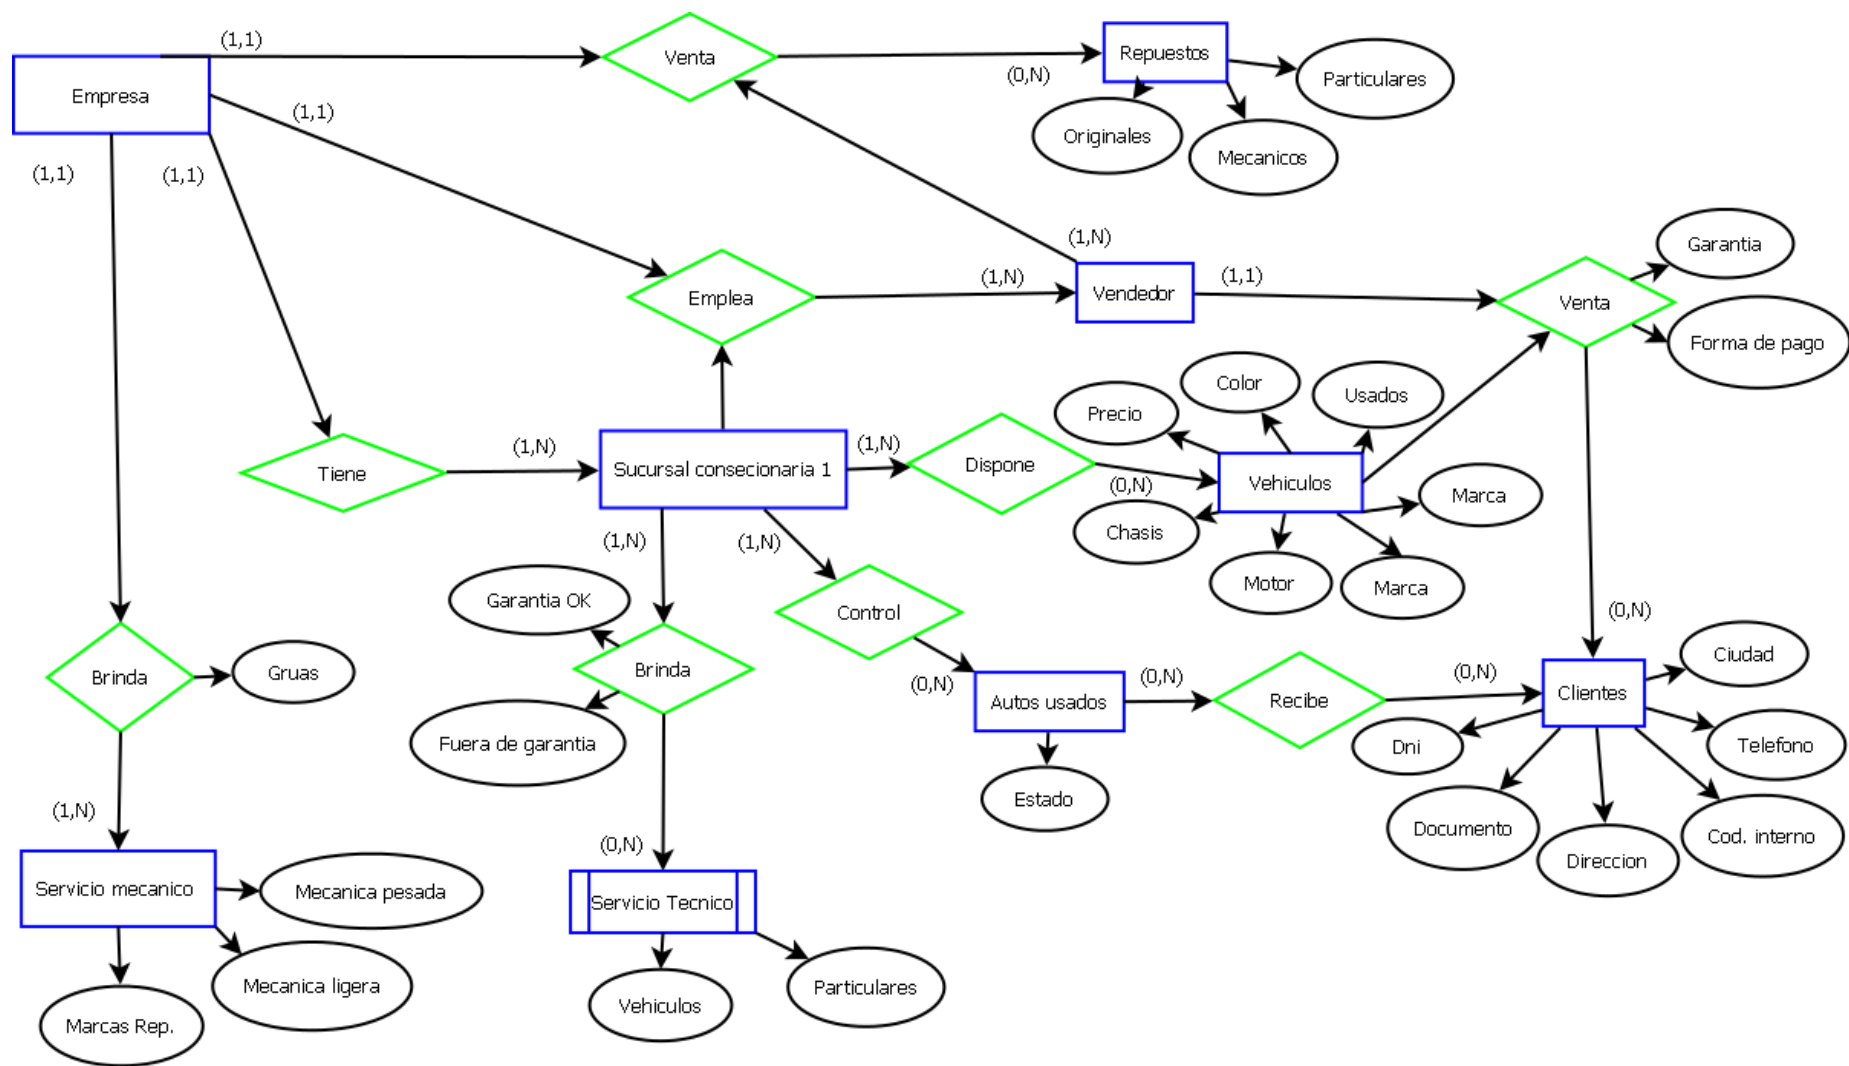 (1,1)
Venta
Repuestos
(0,N)
Particulares
Empresa
(1,1)
Originales
Mecanicos
(1,1)
(1,1)
(1,N)
Garantia
Emplea
(1,N)
Vendedor
(1,1)
Venta
Forma de pago
Color
Usados
Precio
Tiene
(1,N)
Sucursal consecionaria 1
(1,N)
Dispone
(0,N)
Vehiculos
Marca
Chasis
(1,N)
(1,N)
Motor
Marca
Garantia OK
Control
(0,N)
Brinda
Gruas
Brinda
(0,N)
Autos usados
(0,N)
Recibe
(0,N)
Clientes
Ciudad
Fuera de garantia
Dni
Telefono
Estado
Documento
Direccion
Cod. interno
(1,N)
(0,N)
Servicio mecanico
Mecanica pesada
Servicio Tecnico
Mecanica ligera
Particulares
Vehiculos
Marcas Rep.